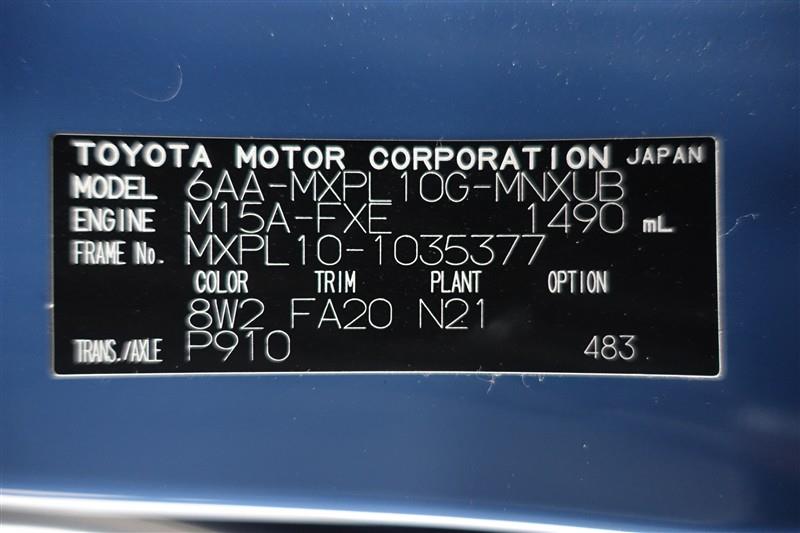 TOYOTA MOTOR CORPORATION JAPAN
MODEL 6AA-MXPL10G-MNXUB
ENGINE M15A-FXE 1490 mL
FRAME No. MXPL10-1035377
COLOR TRIM PLANT OPTION
8W2 FA20 N21
TRANS./AXLE P910 483